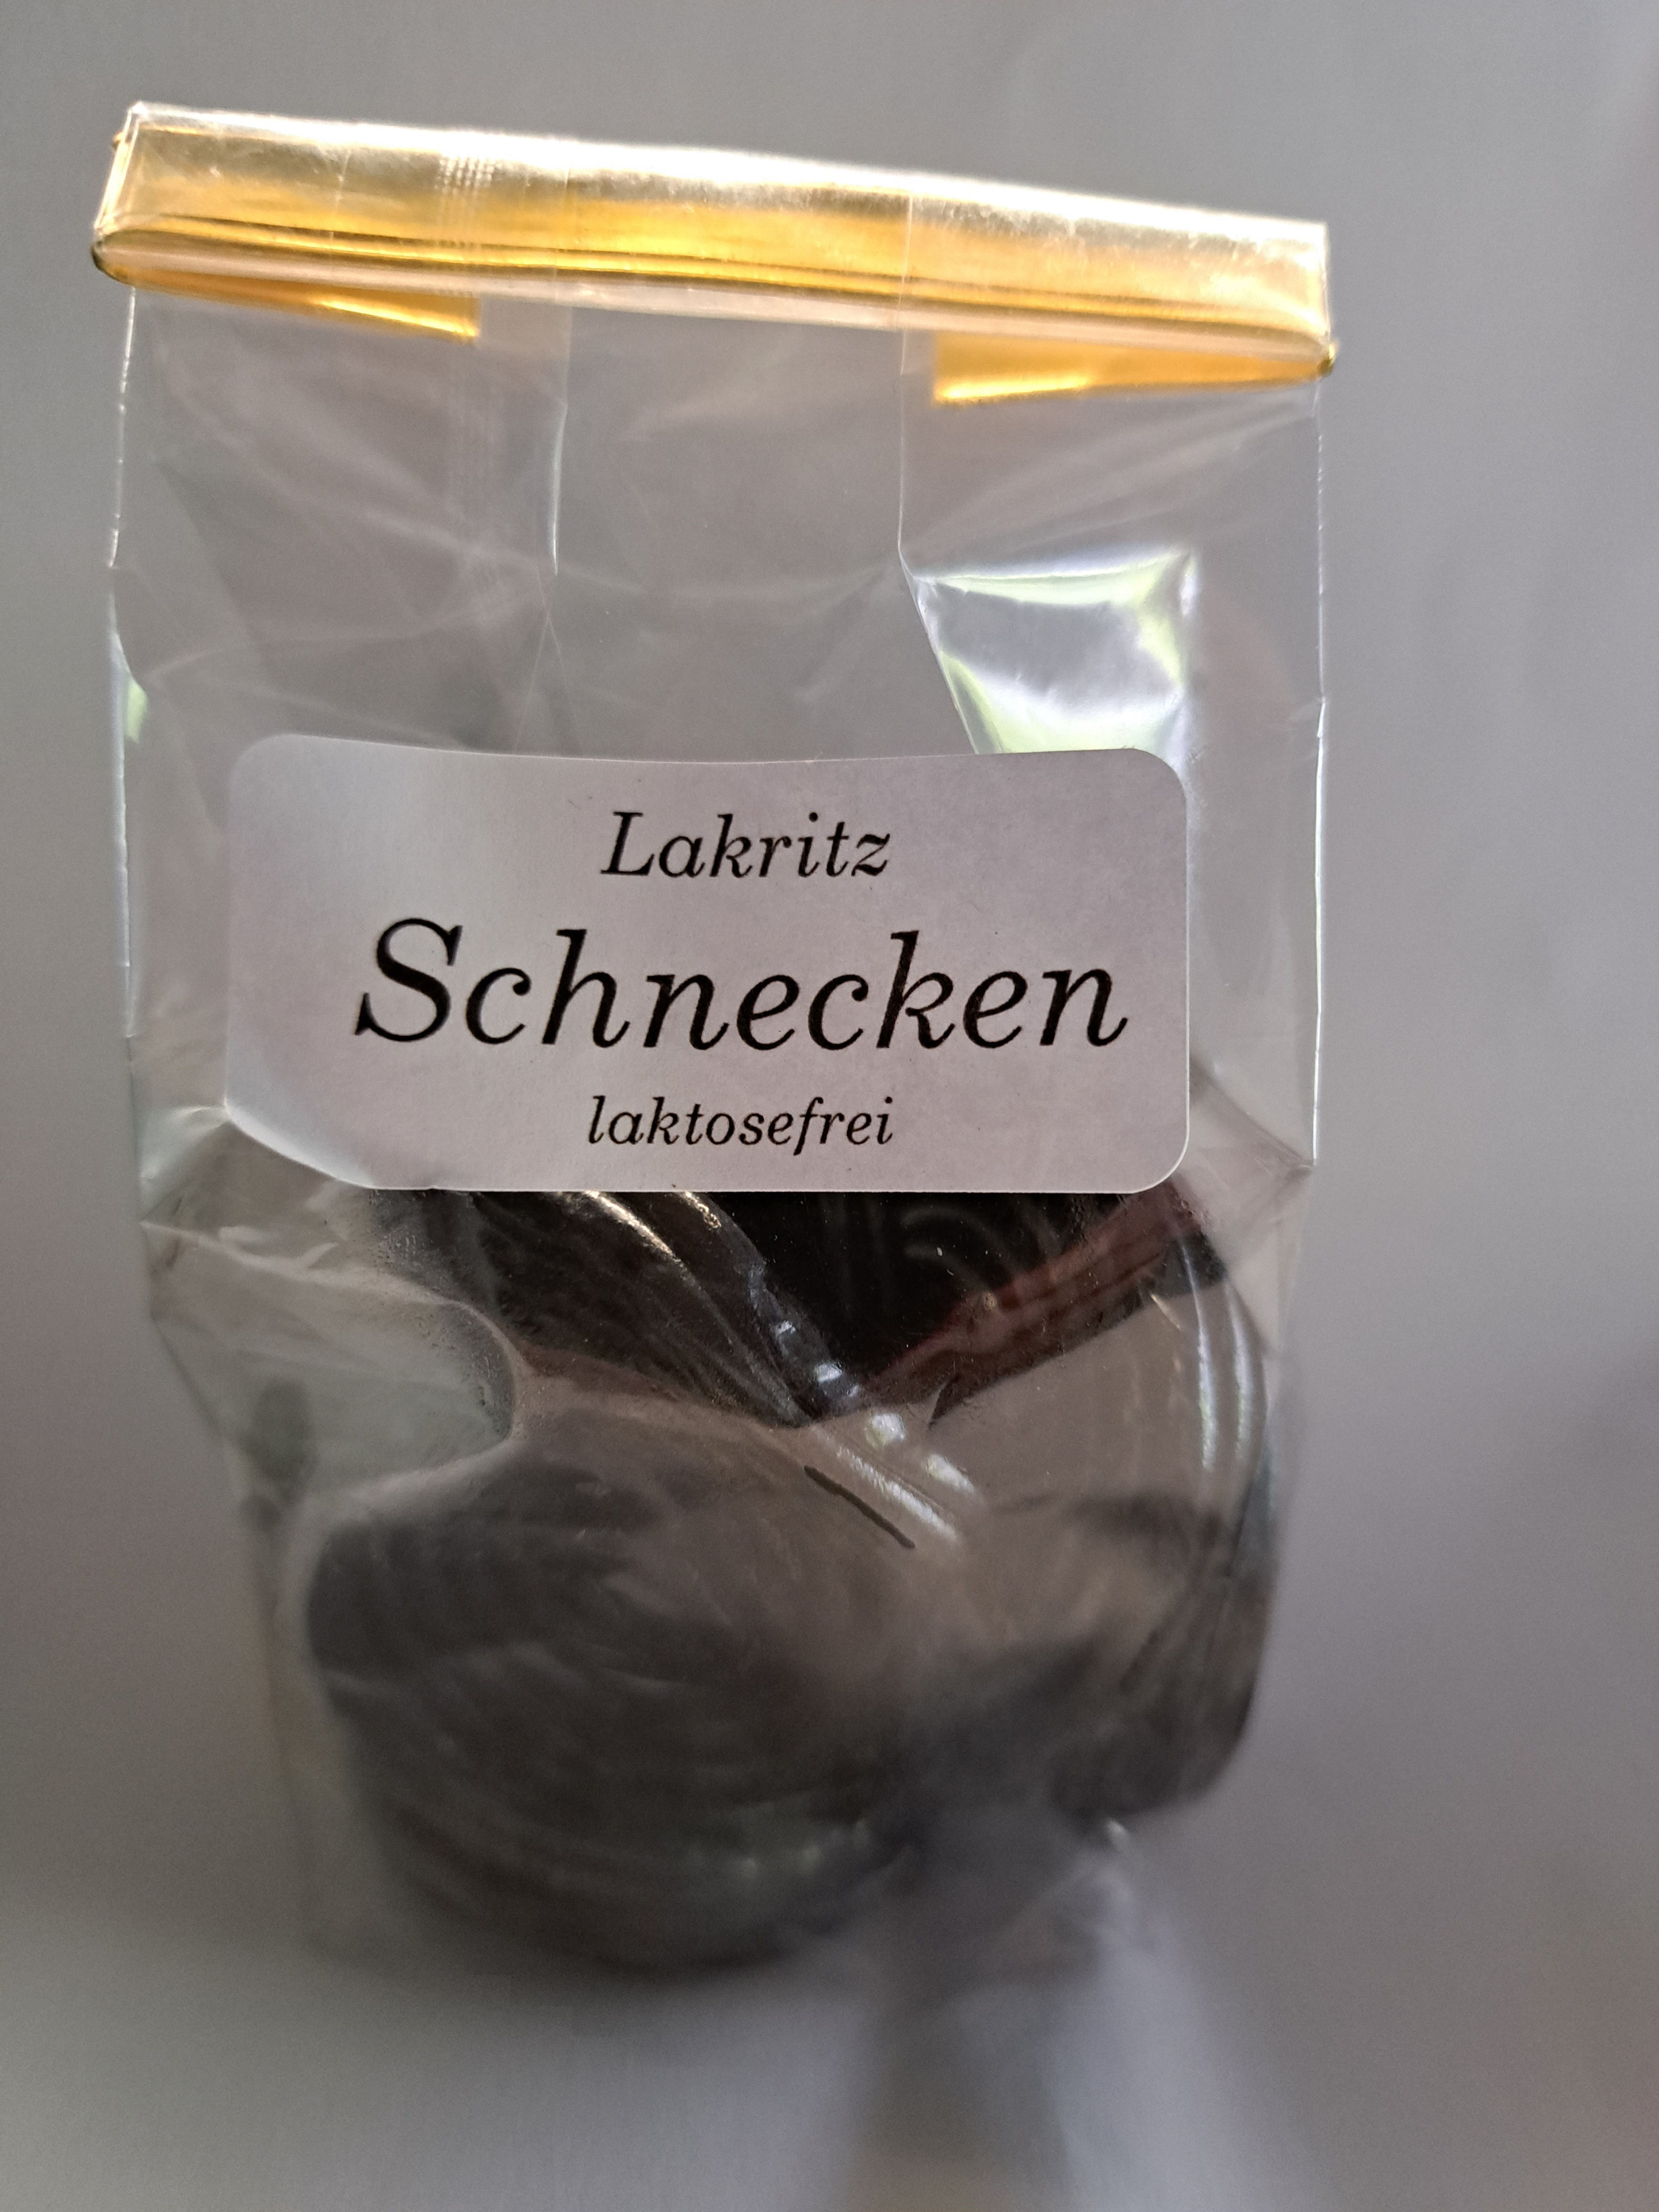 Lakritz
Schnecken
laktosefrei